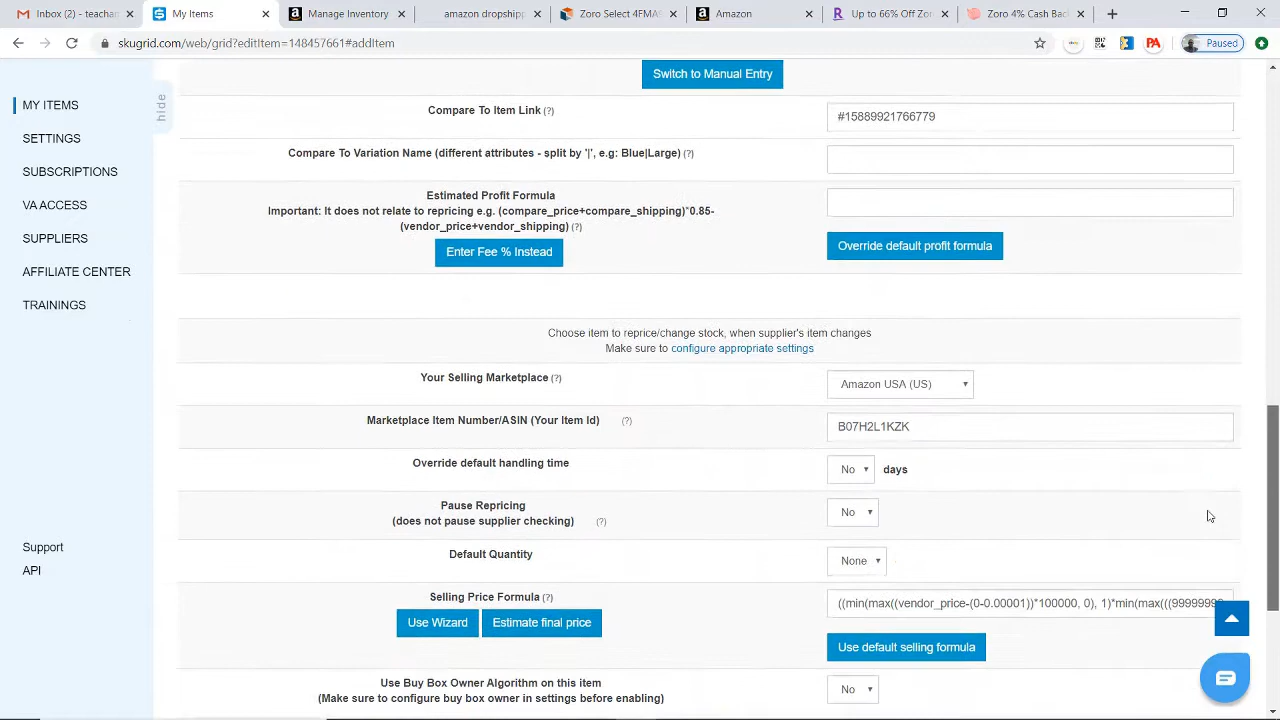 Inbox (2) - teachar
My Items
Manage Inventory
amazon dropshipp
Select 4FMA9
Amazon
Up to 66% Off Zor
Zoro 4% Cash Back
skugrid.com/web/grid?editItem=148457661#addItem
PA
Paused
MY ITEMS
SETTINGS
SUBSCRIPTIONS
VA ACCESS
SUPPLIERS
AFFILIATE CENTER
TRAININGS
Support
API
hide
Switch to Manual Entry
Compare To Item Link (?)
#15889921766779
Compare To Variation Name (different attributes - split by '|', e.g: Blue|Large) (?)
Estimated Profit Formula
Important: It does not relate to repricing e.g. (compare_price+compare_shipping)*0.85-
(vendor_price+vendor_shipping) (?)
Enter Fee % Instead
Override default profit formula
Choose item to reprice/change stock, when supplier's item changes
Make sure to configure appropriate settings
Your Selling Marketplace (?)
Amazon USA (US)
Marketplace Item Number/ASIN (Your Item Id) (?)
B07H2L1KZK
Override default handling time
No days
Pause Repricing
(does not pause supplier checking) (?)
No
Default Quantity
None
Selling Price Formula (?)
((min(max((vendor_price-(0-0.00001))*100000, 0), 1)*min(max(((99999999
Use Wizard
Estimate final price
Use default selling formula
Use Buy Box Owner Algorithm on this item
(Make sure to configure buy box owner in settings before enabling)
No